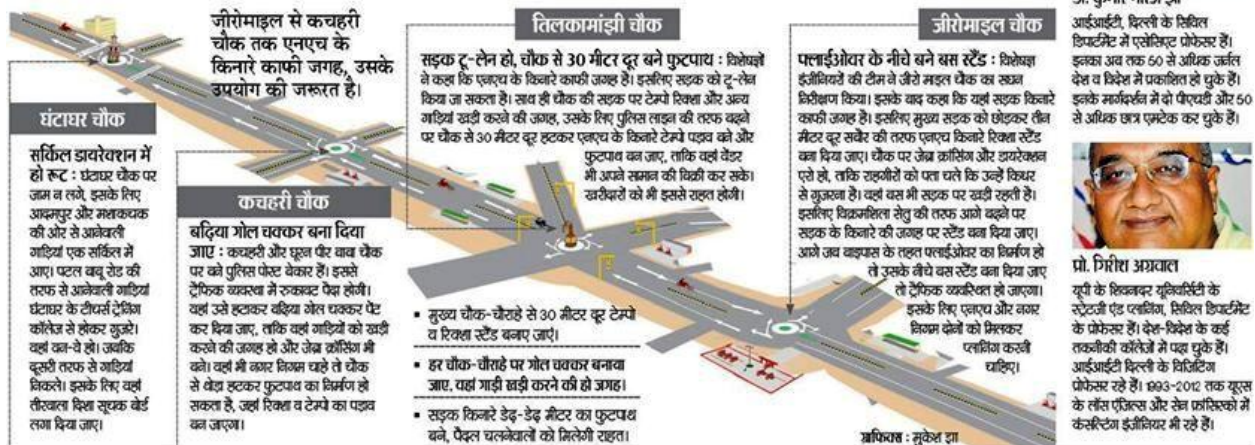 जीरोमाइल से कचहरी
चौक तक एनएच के
किनारे काफी जगह, उसके
उपयोग की जरूरत है।
घंटाघर चौक
सर्किल डायरेक्शन में
हो रूट : घंटाघर चौक पर
जाम न लगे, इसके लिए
आदमपुर और मशाकचक
की ओर से आनेवाली
गाड़ियां एक सर्किल में
आए। पटल बाबू रोड की
तरफ से आनेवाली गाड़ियां
घंटाघर के टीचर्स ट्रेनिंग
कॉलेज से होकर गुजरे।
वहां वन-वे हो। जबकि
दूसरी तरफ से गाड़ियां
निकले। इसके लिए वहां
तीरवाला दिशा सूचक बोर्ड
लगा दिया जाए।
कचहरी चौक
बढ़िया गोल चक्कर बना दिया
जाए : कचहरी और घूरन पीर बाबा चौक
पर बने पुलिस पोस्ट बेकार हैं। इससे
ट्रैफिक व्यवस्था में रुकावट पैदा होगी।
वहां उसे हटाकर बढ़िया गोल चक्कर पेंट
कर दिया जाए, ताकि वहां गाड़ियों को खड़ी
करने की जगह हो और जेब्रा क्रॉसिंग भी
बने। वहां भी नगर निगम चाहे तो चौक
से थोड़ा हटकर फुटपाथ का निर्माण हो
सकता है, जहां रिक्शा व टेम्पो का पड़ाव
बन जाएगा।
तिलकामांझी चौक
सड़क टू-लेन हो, चौक से 30 मीटर दूर बने फुटपाथ : विशेषज्ञों
ने कहा कि एनएच के किनारे काफी जगह है। इसलिए सड़क को टू-लेन
किया जा सकता है। साथ ही चौक की सड़क पर टेम्पो रिक्शा और अन्य
गाड़ियां खड़ी करने की जगह, उसके लिए पुलिस लाइन की तरफ बढ़ने
पर चौक से 30 मीटर दूर हटकर एनएच के किनारे टेम्पो पड़ाव बने और
फुटपाथ बन जाए, ताकि वहां वेंडर
भी अपने सामान की बिक्री कर सके।
खरीदारों को भी इससे राहत होगी।
▪ मुख्य चौक-चौराहे से 30 मीटर दूर टेम्पो
व रिक्शा स्टैंड बनाए जाएं।
▪ हर चौक-चौराहे पर गोल चक्कर बनाया
जाए, वहां गाड़ी खड़ी करने की हो जगह।
▪ सड़क किनारे डेढ़-डेढ़ मीटर का फुटपाथ
बने, पैदल चलनेवालों को मिलेगी राहत।
जीरोमाइल चौक
फ्लाईओवर के नीचे बने बस स्टैंड : विशेषज्ञ
इंजीनियरों की टीम ने जीरो माइल चौक का सघन
निरीक्षण किया। इसके बाद कहा कि यहां सड़क किनारे
काफी जगह है। इसलिए मुख्य सड़क को छोड़कर तीन
मीटर दूर सबौर की तरफ एनएच किनारे रिक्शा स्टैंड
बना दिया जाए। चौक पर जेब्रा क्रॉसिंग और डायरेक्शन
एरो हो, ताकि राहगीरों को पता चले कि उन्हें किधर
से गुजरना है। वहां बस भी सड़क पर खड़ी रहती है।
इसलिए विक्रमशिला सेतु की तरफ आगे बढ़ने पर
सड़क के किनारे की जगह पर स्टैंड बना दिया जाए।
आगे जब बाइपास के तहत फ्लाईओवर का निर्माण हो
तो उसके नीचे बस स्टैंड बना दिया जाए
तो ट्रैफिक व्यवस्थित हो जाएगा।
इसके लिए एनएच और नगर
निगम दोनों को मिलकर
प्लानिंग करनी
चाहिए।
ग्राफिक्स : मुकेश झा
आईआईटी, दिल्ली के सिविल
डिपार्टमेंट में एसोसिएट प्रोफेसर हैं।
इनका अब तक 50 से अधिक जर्नल
देश व विदेश में प्रकाशित हो चुके हैं।
इनके मार्गदर्शन में दो पीएचडी और 50
से अधिक छात्र एमटेक कर चुके हैं।
प्रो. गिरीश अग्रवाल
यूपी के शिवनादर यूनिवर्सिटी के
स्ट्रेटजी एंड प्लानिंग, सिविल डिपार्टमेंट
के प्रोफेसर हैं। देश-विदेश के कई
तकनीकी कॉलेजों में पढ़ा चुके हैं।
आईआईटी दिल्ली के विजिटिंग
प्रोफेसर रहे हैं। 1993-2012 तक यूएस
के लॉस एंजिल्स और सेन फ्रांसिस्को में
कंसल्टिंग इंजीनियर भी रहे हैं।